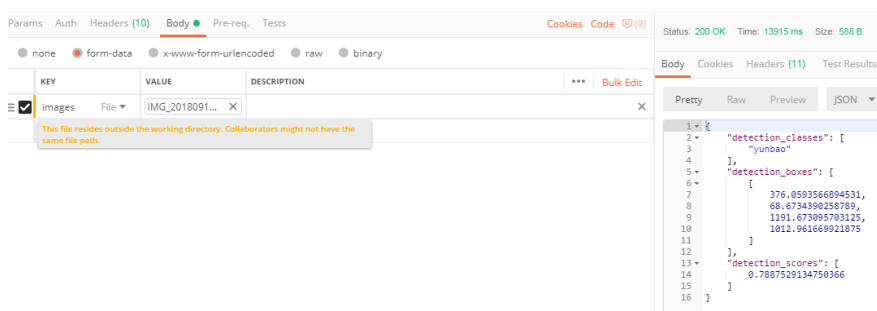 Params Auth Headers (10) Body Pre-req. Tests Cookies Code (0)
none form-data x-www-form-urlencoded raw binary
KEY VALUE DESCRIPTION ••• Bulk Edit
images File IMG_2018091... X X
This file resides outside the working directory. Collaborators might not have the
same file path.
Status: 200 OK Time: 13915 ms Size: 588 B
Body Cookies Headers (11) Test Results
Pretty Raw Preview JSON
1 {
2 "detection_classes": [
3 "yunbao"
4 ],
5 "detection_boxes": [
6 [
7 376.0593566894531,
8 68.6734390258789,
9 1191.673095703125,
10 1012.961669921875
11 ]
12 ],
13 "detection_scores": [
14 0.7887529134750366
15 ]
16 }